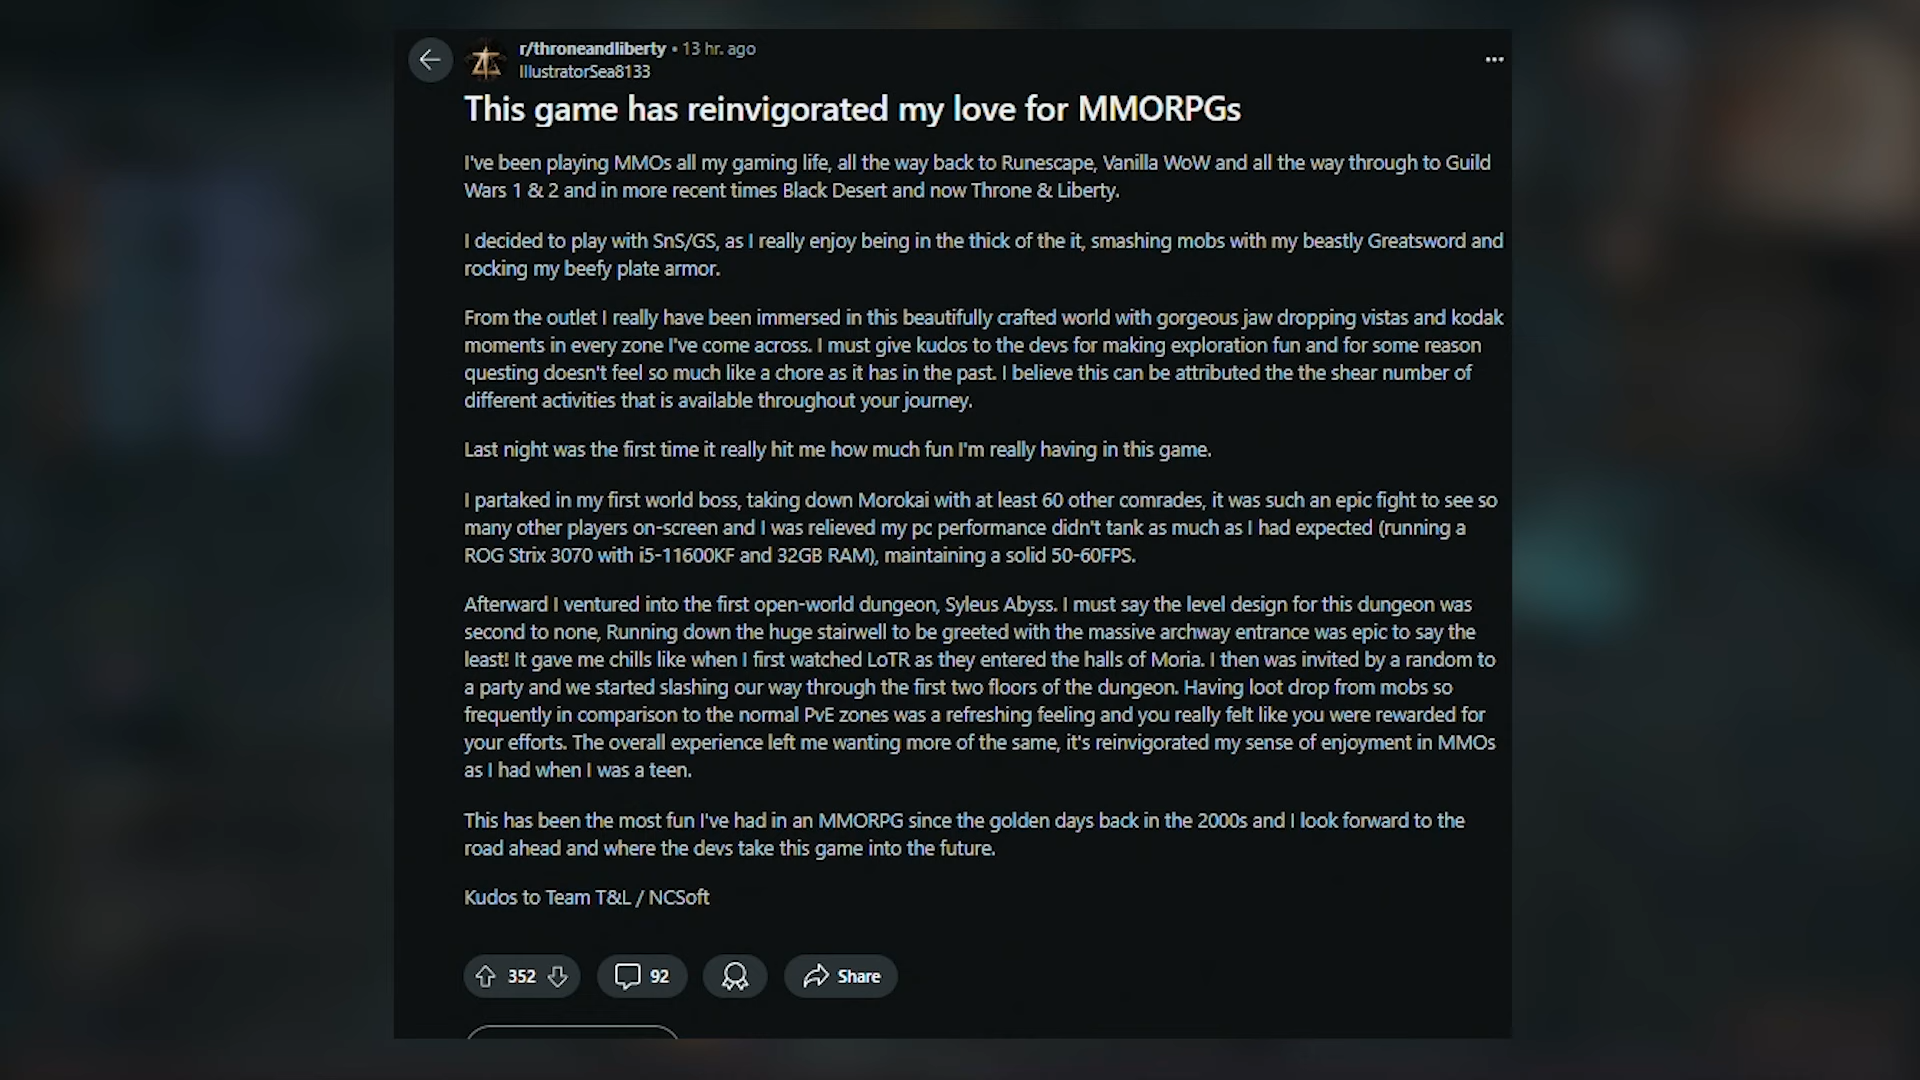 r/throneandliberty • 13 hr. ago
IllustratorSea8133
This game has reinvigorated my love for MMORPGs
I've been playing MMOs all my gaming life, all the way back to Runescape, Vanilla WoW and all the way through to Guild
Wars 1 & 2 and in more recent times Black Desert and now Throne & Liberty.
I decided to play with SnS/GS, as I really enjoy being in the thick of the it, smashing mobs with my beastly Greatsword and
rocking my beefy plate armor.
From the outlet I really have been immersed in this beautifully crafted world with gorgeous jaw dropping vistas and kodak
moments in every zone I've come across. I must give kudos to the devs for making exploration fun and for some reason
questing doesn't feel so much like a chore as it has in the past. I believe this can be attributed the the shear number of
different activities that is available throughout your journey.
Last night was the first time it really hit me how much fun I'm really having in this game.
I partaked in my first world boss, taking down Morokai with at least 60 other comrades, it was such an epic fight to see so
many other players on-screen and I was relieved my pc performance didn't tank as much as I had expected (running a
ROG Strix 3070 with i5-11600KF and 32GB RAM), maintaining a solid 50-60FPS.
Afterward I ventured into the first open-world dungeon, Syleus Abyss. I must say the level design for this dungeon was
second to none, Running down the huge stairwell to be greeted with the massive archway entrance was epic to say the
least! It gave me chills like when I first watched LoTR as they entered the halls of Moria. I then was invited by a random to
a party and we started slashing our way through the first two floors of the dungeon. Having loot drop from mobs so
frequently in comparison to the normal PvE zones was a refreshing feeling and you really felt like you were rewarded for
your efforts. The overall experience left me wanting more of the same, it's reinvigorated my sense of enjoyment in MMOs
as I had when I was a teen.
This has been the most fun I've had in an MMORPG since the golden days back in the 2000s and I look forward to the
road ahead and where the devs take this game into the future.
Kudos to Team T&L / NCSoft
352 92 Share